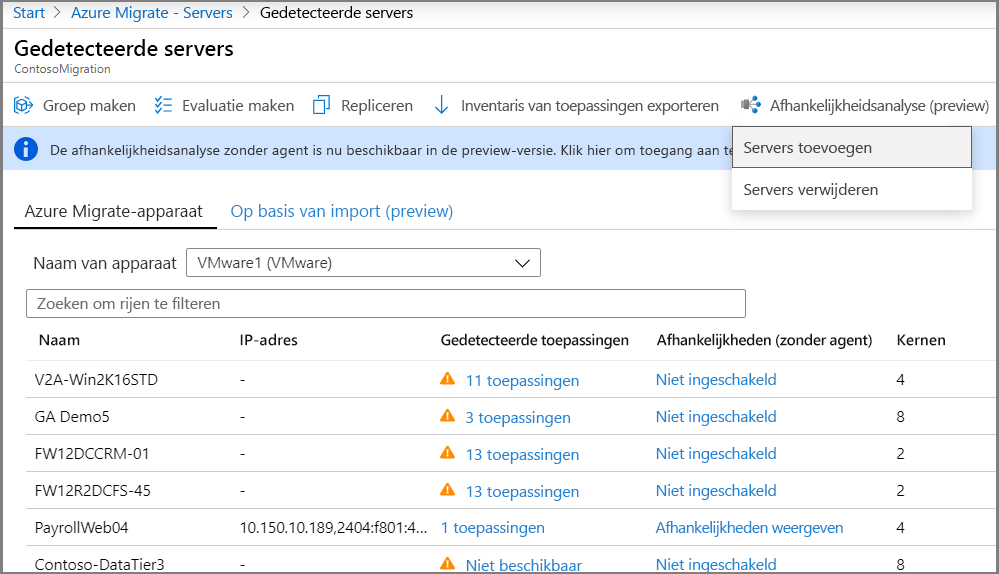 Start > Azure Migrate - Servers > Gedetecteerde servers
Gedetecteerde servers
ContosoMigration
Groep maken Evaluatie maken Repliceren Inventaris van toepassingen exporteren Afhankelijkheidsanalyse (preview)
De afhankelijkheidsanalyse zonder agent is nu beschikbaar in de preview-versie. Klik hier om toegang aan
Servers toevoegen
Servers verwijderen
Azure Migrate-apparaat Op basis van import (preview)
Naam van apparaat VMware1 (VMware)
Zoeken om rijen te filteren
Naam IP-adres Gedetecteerde toepassingen Afhankelijkheden (zonder agent) Kernen
V2A-Win2K16STD - 11 toepassingen Niet ingeschakeld 4
GA Demo5 - 3 toepassingen Niet ingeschakeld 8
FW12DCCRM-01 - 13 toepassingen Niet ingeschakeld 2
FW12R2DCFS-45 - 13 toepassingen Niet ingeschakeld 2
PayrollWeb04 10.150.10.189,2404:f801:4... 1 toepassingen Afhankelijkheden weergeven 4
Contoso-DataTier3 - Niet beschikbaar Niet ingeschakeld 8